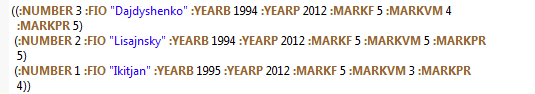 ((:NUMBER 3 :FIO "Dajdyshenko" :YEARB 1994 :YEARP 2012 :MARKF 5 :MARKVM 4
:MARKPR 5)
(:NUMBER 2 :FIO "Lisajnsky" :YEARB 1994 :YEARP 2012 :MARKF 5 :MARKVM 5 :MARKPR
5)
(:NUMBER 1 :FIO "Ikitjan" :YEARB 1995 :YEARP 2012 :MARKF 5 :MARKVM 3 :MARKPR
4))